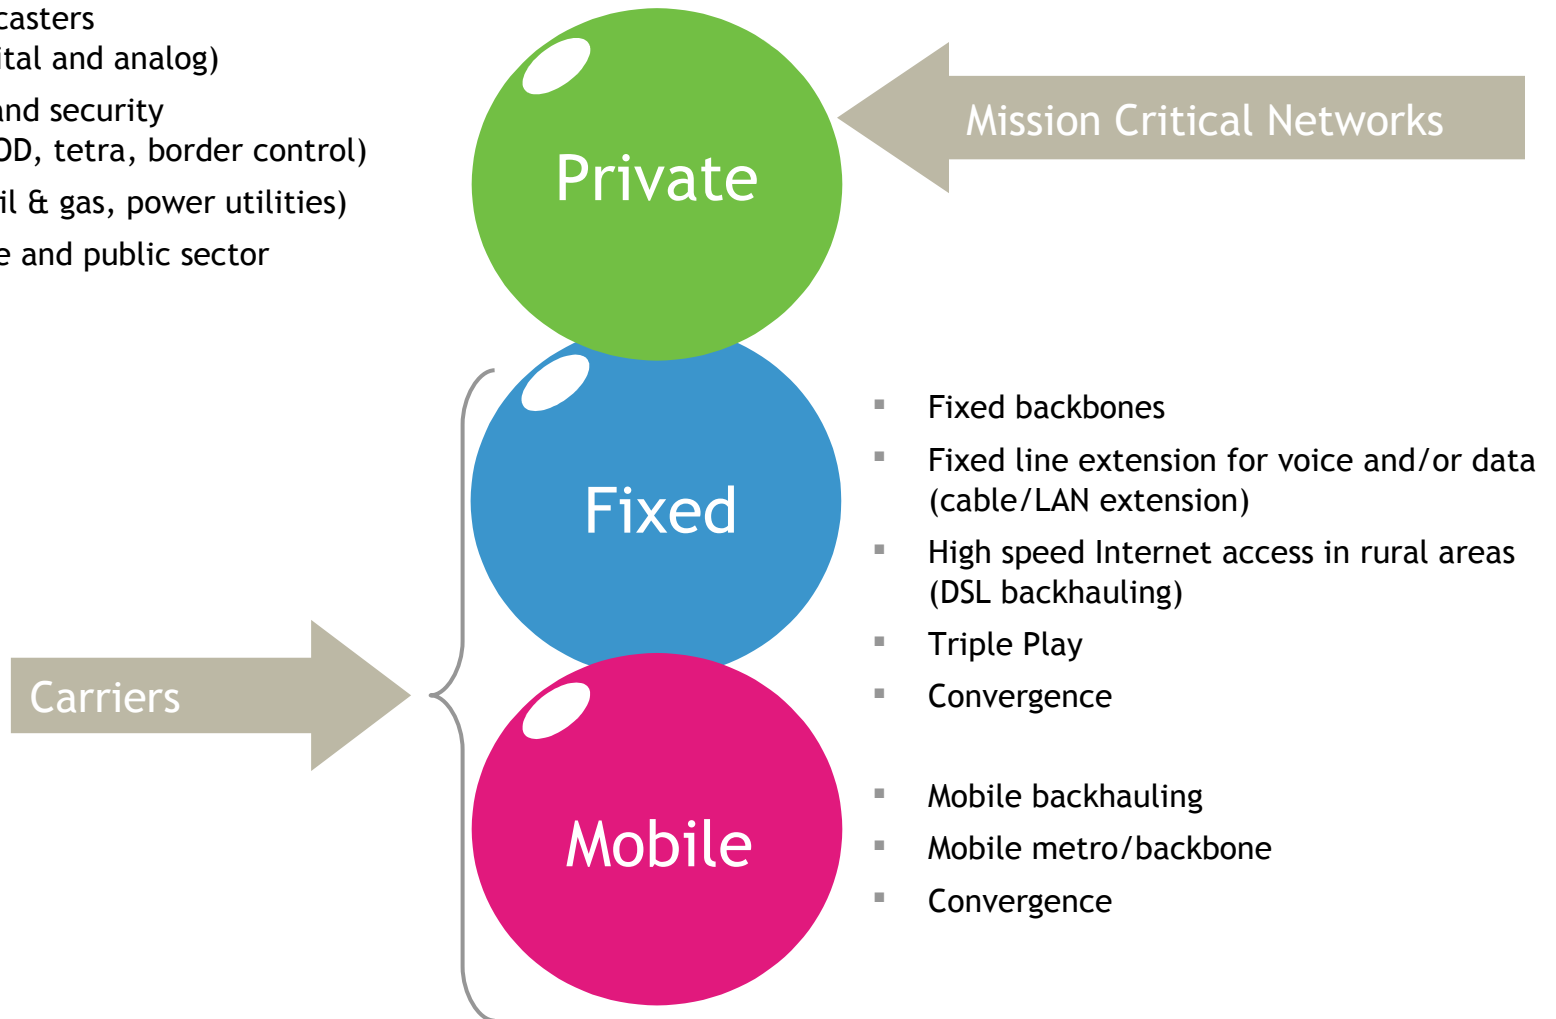 casters
ital and analog)
and security
OD, tetra, border control)
il & gas, power utilities)
e and public sector
Private
Mission Critical Networks
Fixed
Fixed backbones
Fixed line extension for voice and/or data
(cable/LAN extension)
High speed Internet access in rural areas
(DSL backhauling)
Triple Play
Convergence
Carriers
Mobile
Mobile backhauling
Mobile metro/backbone
Convergence